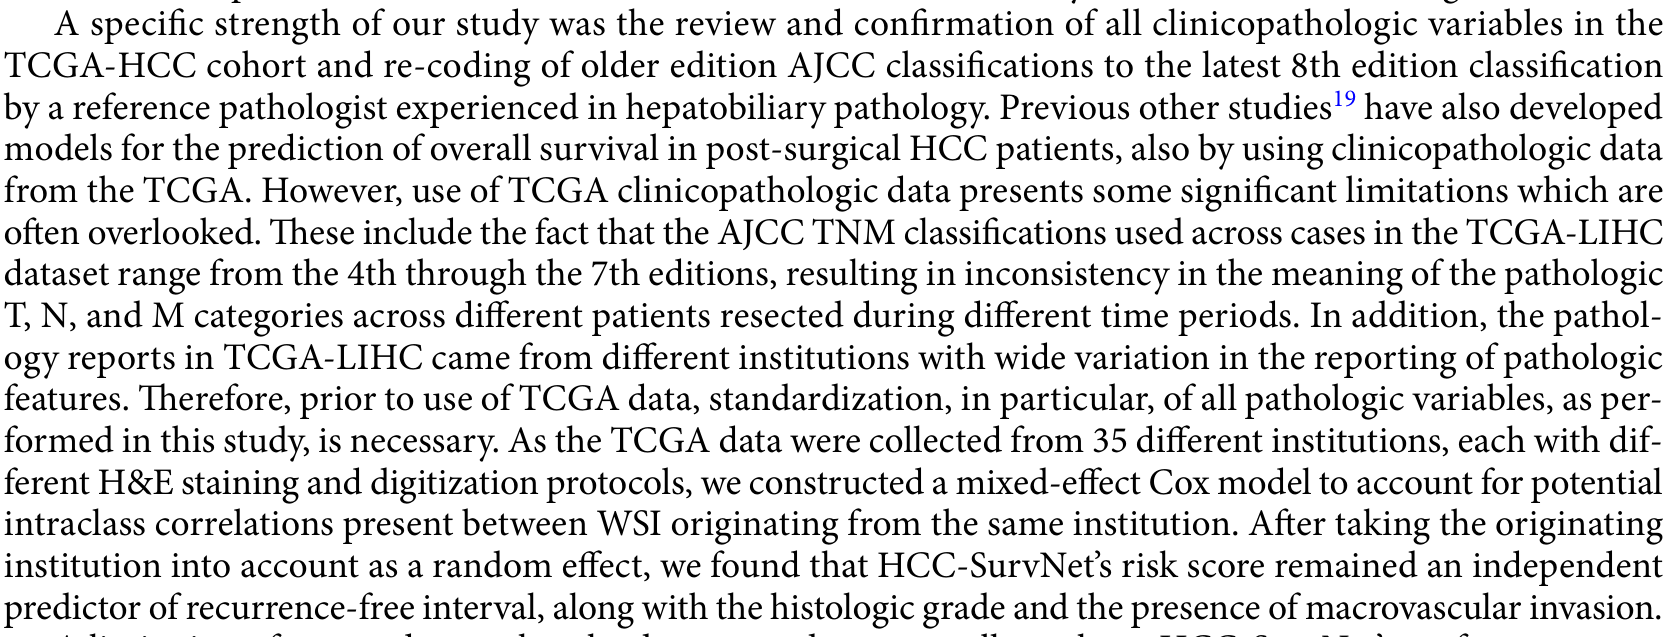 A specific strength of our study was the review and confirmation of all clinicopathologic variables in the
TCGA-HCC cohort and re-coding of older edition AJCC classifications to the latest 8th edition classification
by a reference pathologist experienced in hepatobiliary pathology. Previous other studies19 have also developed
models for the prediction of overall survival in post-surgical HCC patients, also by using clinicopathologic data
from the TCGA. However, use of TCGA clinicopathologic data presents some significant limitations which are
often overlooked. These include the fact that the AJCC TNM classifications used across cases in the TCGA-LIHC
dataset range from the 4th through the 7th editions, resulting in inconsistency in the meaning of the pathologic
T, N, and M categories across different patients resected during different time periods. In addition, the pathol-
ogy reports in TCGA-LIHC came from different institutions with wide variation in the reporting of pathologic
features. Therefore, prior to use of TCGA data, standardization, in particular, of all pathologic variables, as per-
formed in this study, is necessary. As the TCGA data were collected from 35 different institutions, each with dif-
ferent H&E staining and digitization protocols, we constructed a mixed-effect Cox model to account for potential
intraclass correlations present between WSI originating from the same institution. After taking the originating
institution into account as a random effect, we found that HCC-SurvNet’s risk score remained an independent
predictor of recurrence-free interval, along with the histologic grade and the presence of macrovascular invasion.